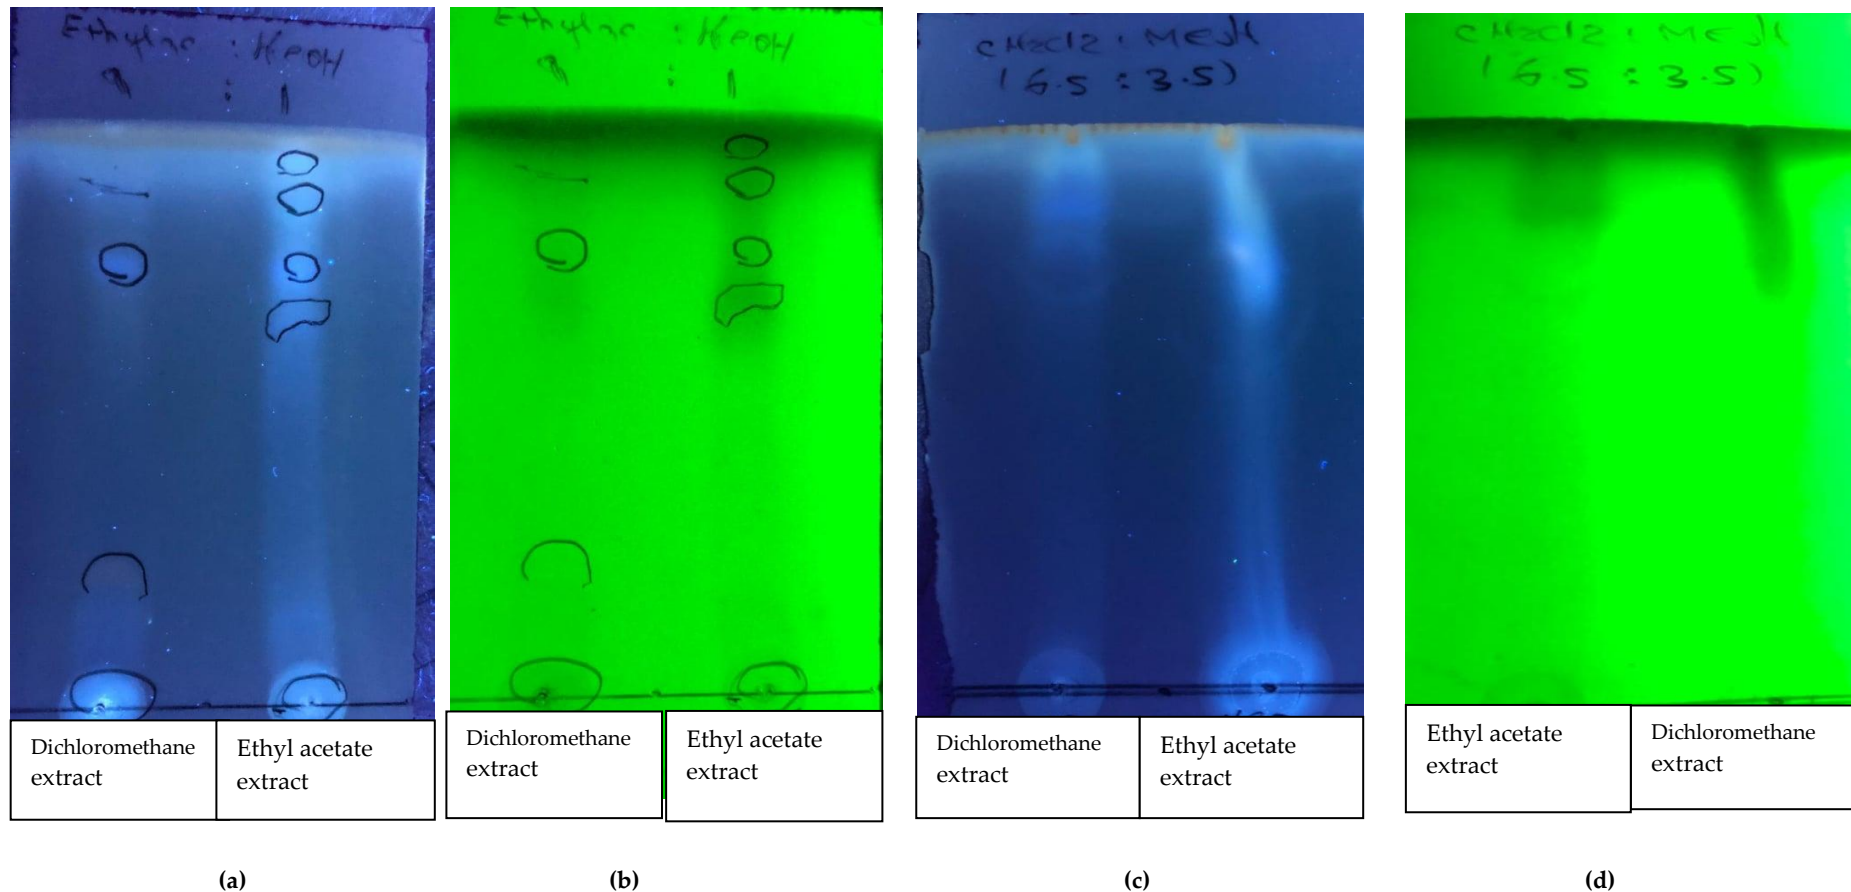 Ethylac : MeOH
9 : 1
Ethylac : MeOH
9 : 1
CH2Cl2 : MEOH
(6.5 : 3.5)
CH2Cl2 : MEOH
(6.5 : 3.5)
Dichloromethane
extract
Ethyl acetate
extract
Dichloromethane
extract
Ethyl acetate
extract
Dichloromethane
extract
Ethyl acetate
extract
Ethyl acetate
extract
Dichloromethane
extract
(a)
(b)
(c)
(d)